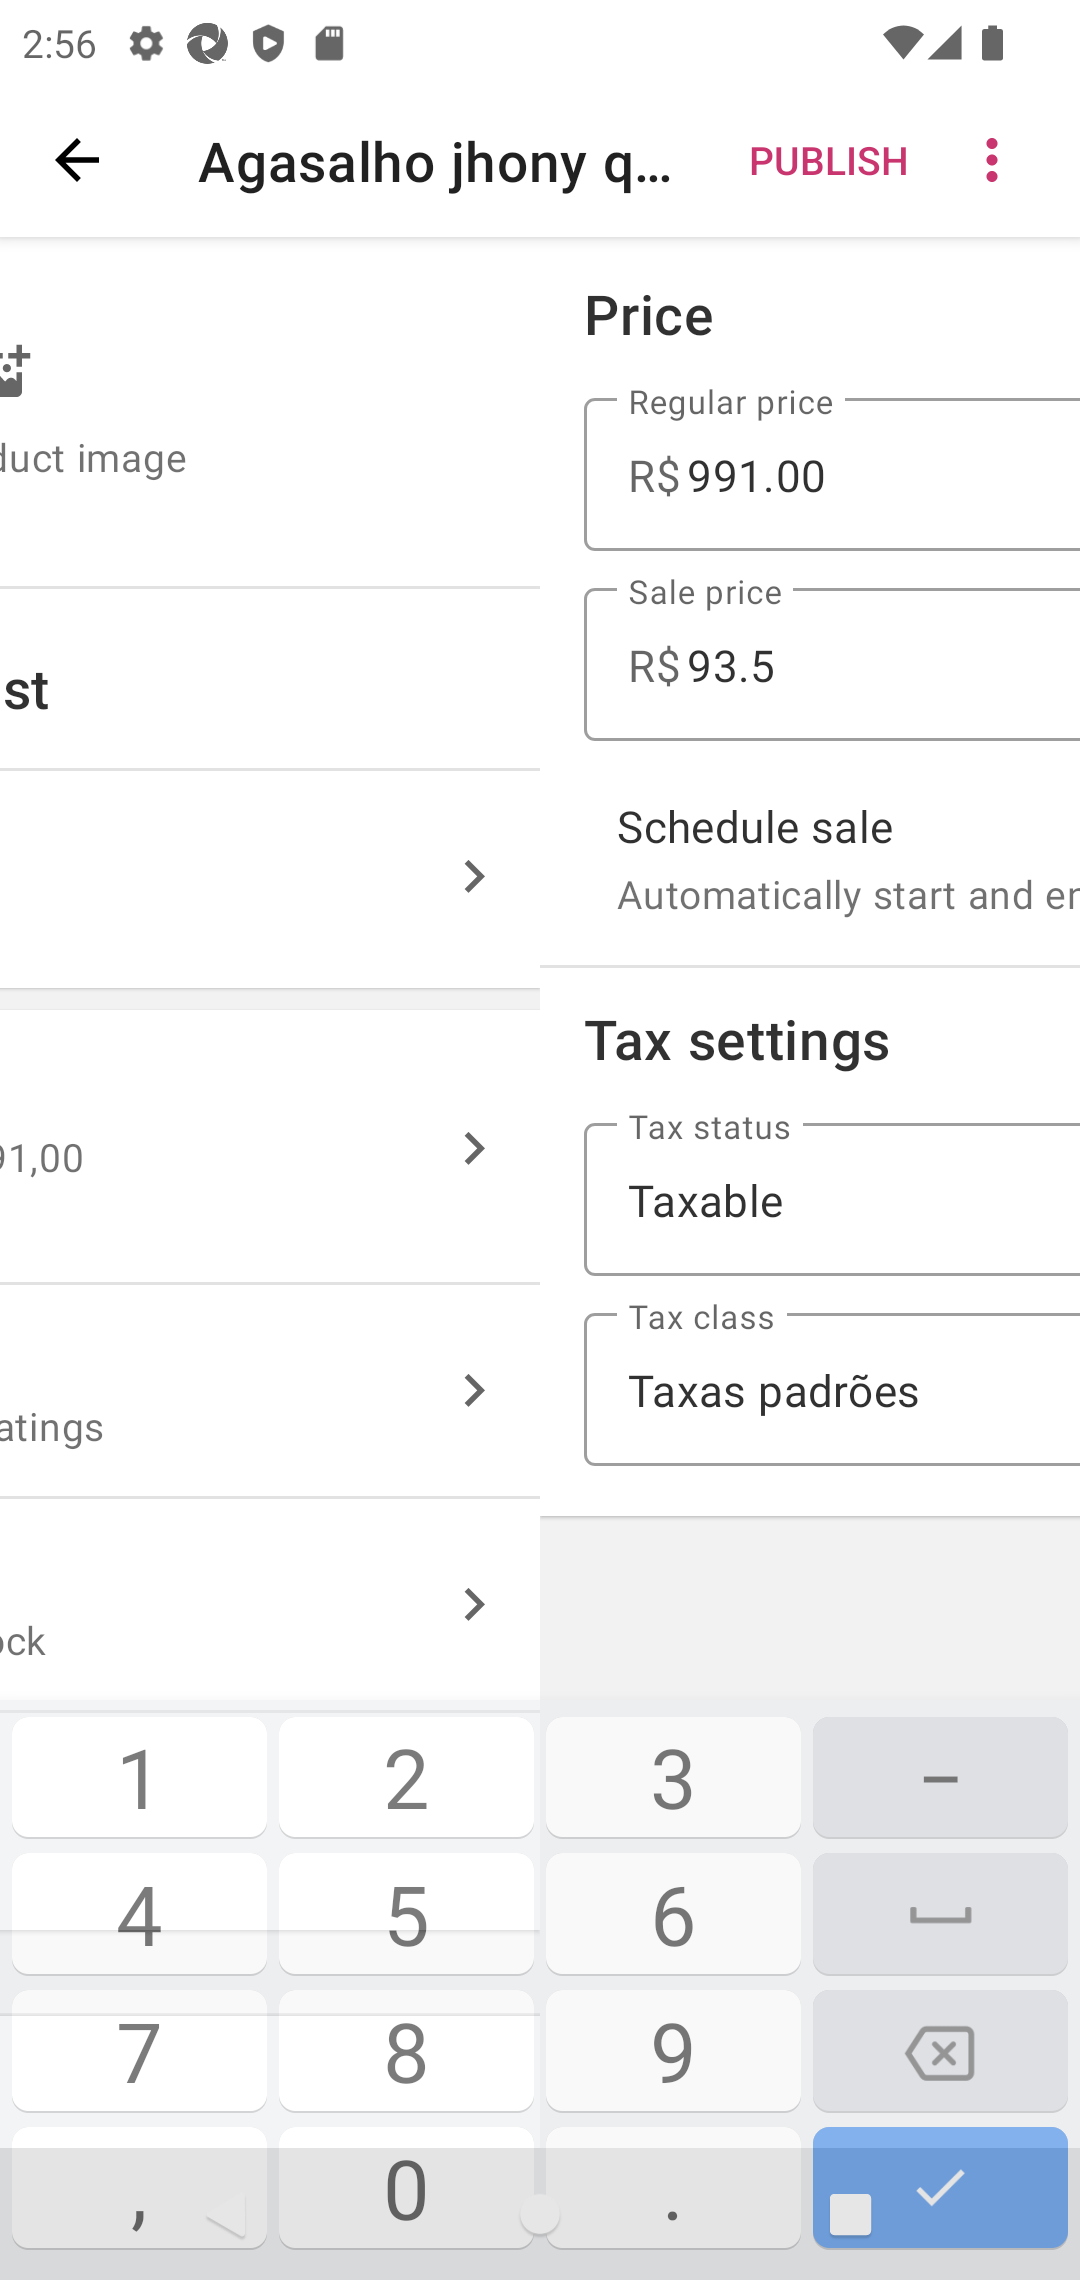 2:56
Agasalho jhony q...
PUBLISH
duct image
st
91,00
atings
ock
Price
Regular price
R$ 991.00
Sale price
R$ 93.5
Schedule sale
Automatically start and er
Tax settings
Tax status
Taxable
Tax class
Taxas padrões
1 2 3 –
4 5 6
7 8 9
, 0 .